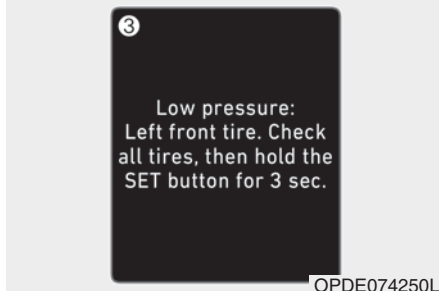 3
Low pressure:
Left front tire. Check
all tires, then hold the
SET button for 3 sec.
OPDE074250L